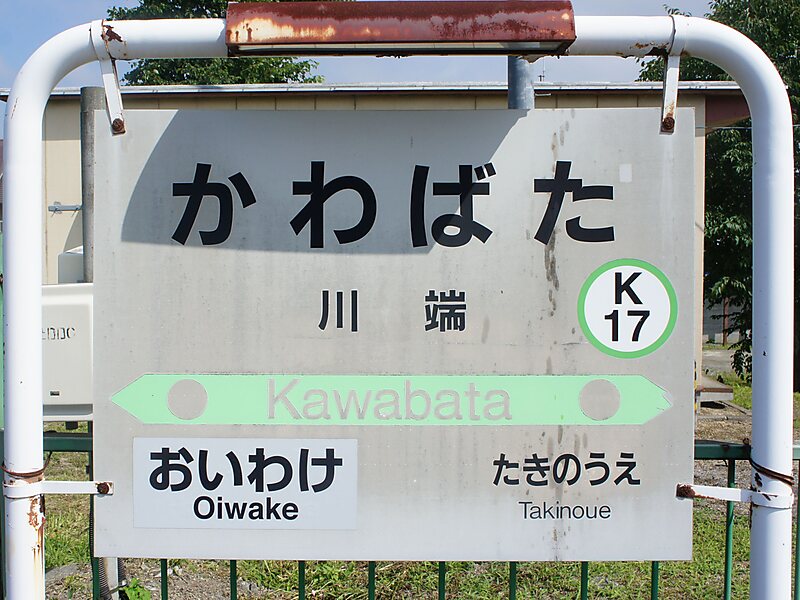 かわばた
川端
K
17
Kawabata
おいわけ
Oiwake
たきのうえ
Takinoue